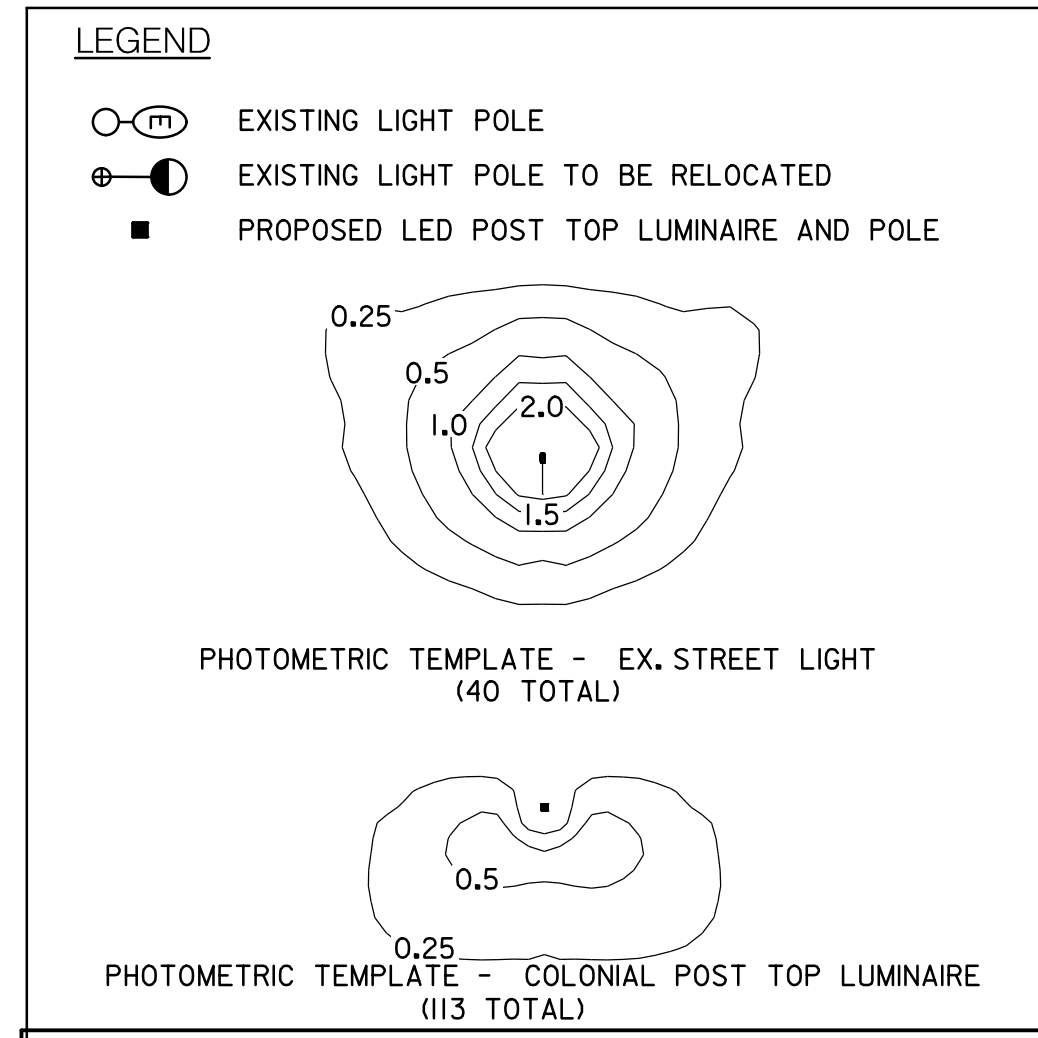 LEGEND
E
EXISTING LIGHT POLE
EXISTING LIGHT POLE TO BE RELOCATED
PROPOSED LED POST TOP LUMINAIRE AND POLE
0.25
0.5
2.0
1.0
1.5
PHOTOMETRIC TEMPLATE - EX. STREET LIGHT
(40 TOTAL)
0.5
0.25
PHOTOMETRIC TEMPLATE - COLONIAL POST TOP LUMINAIRE
(113 TOTAL)